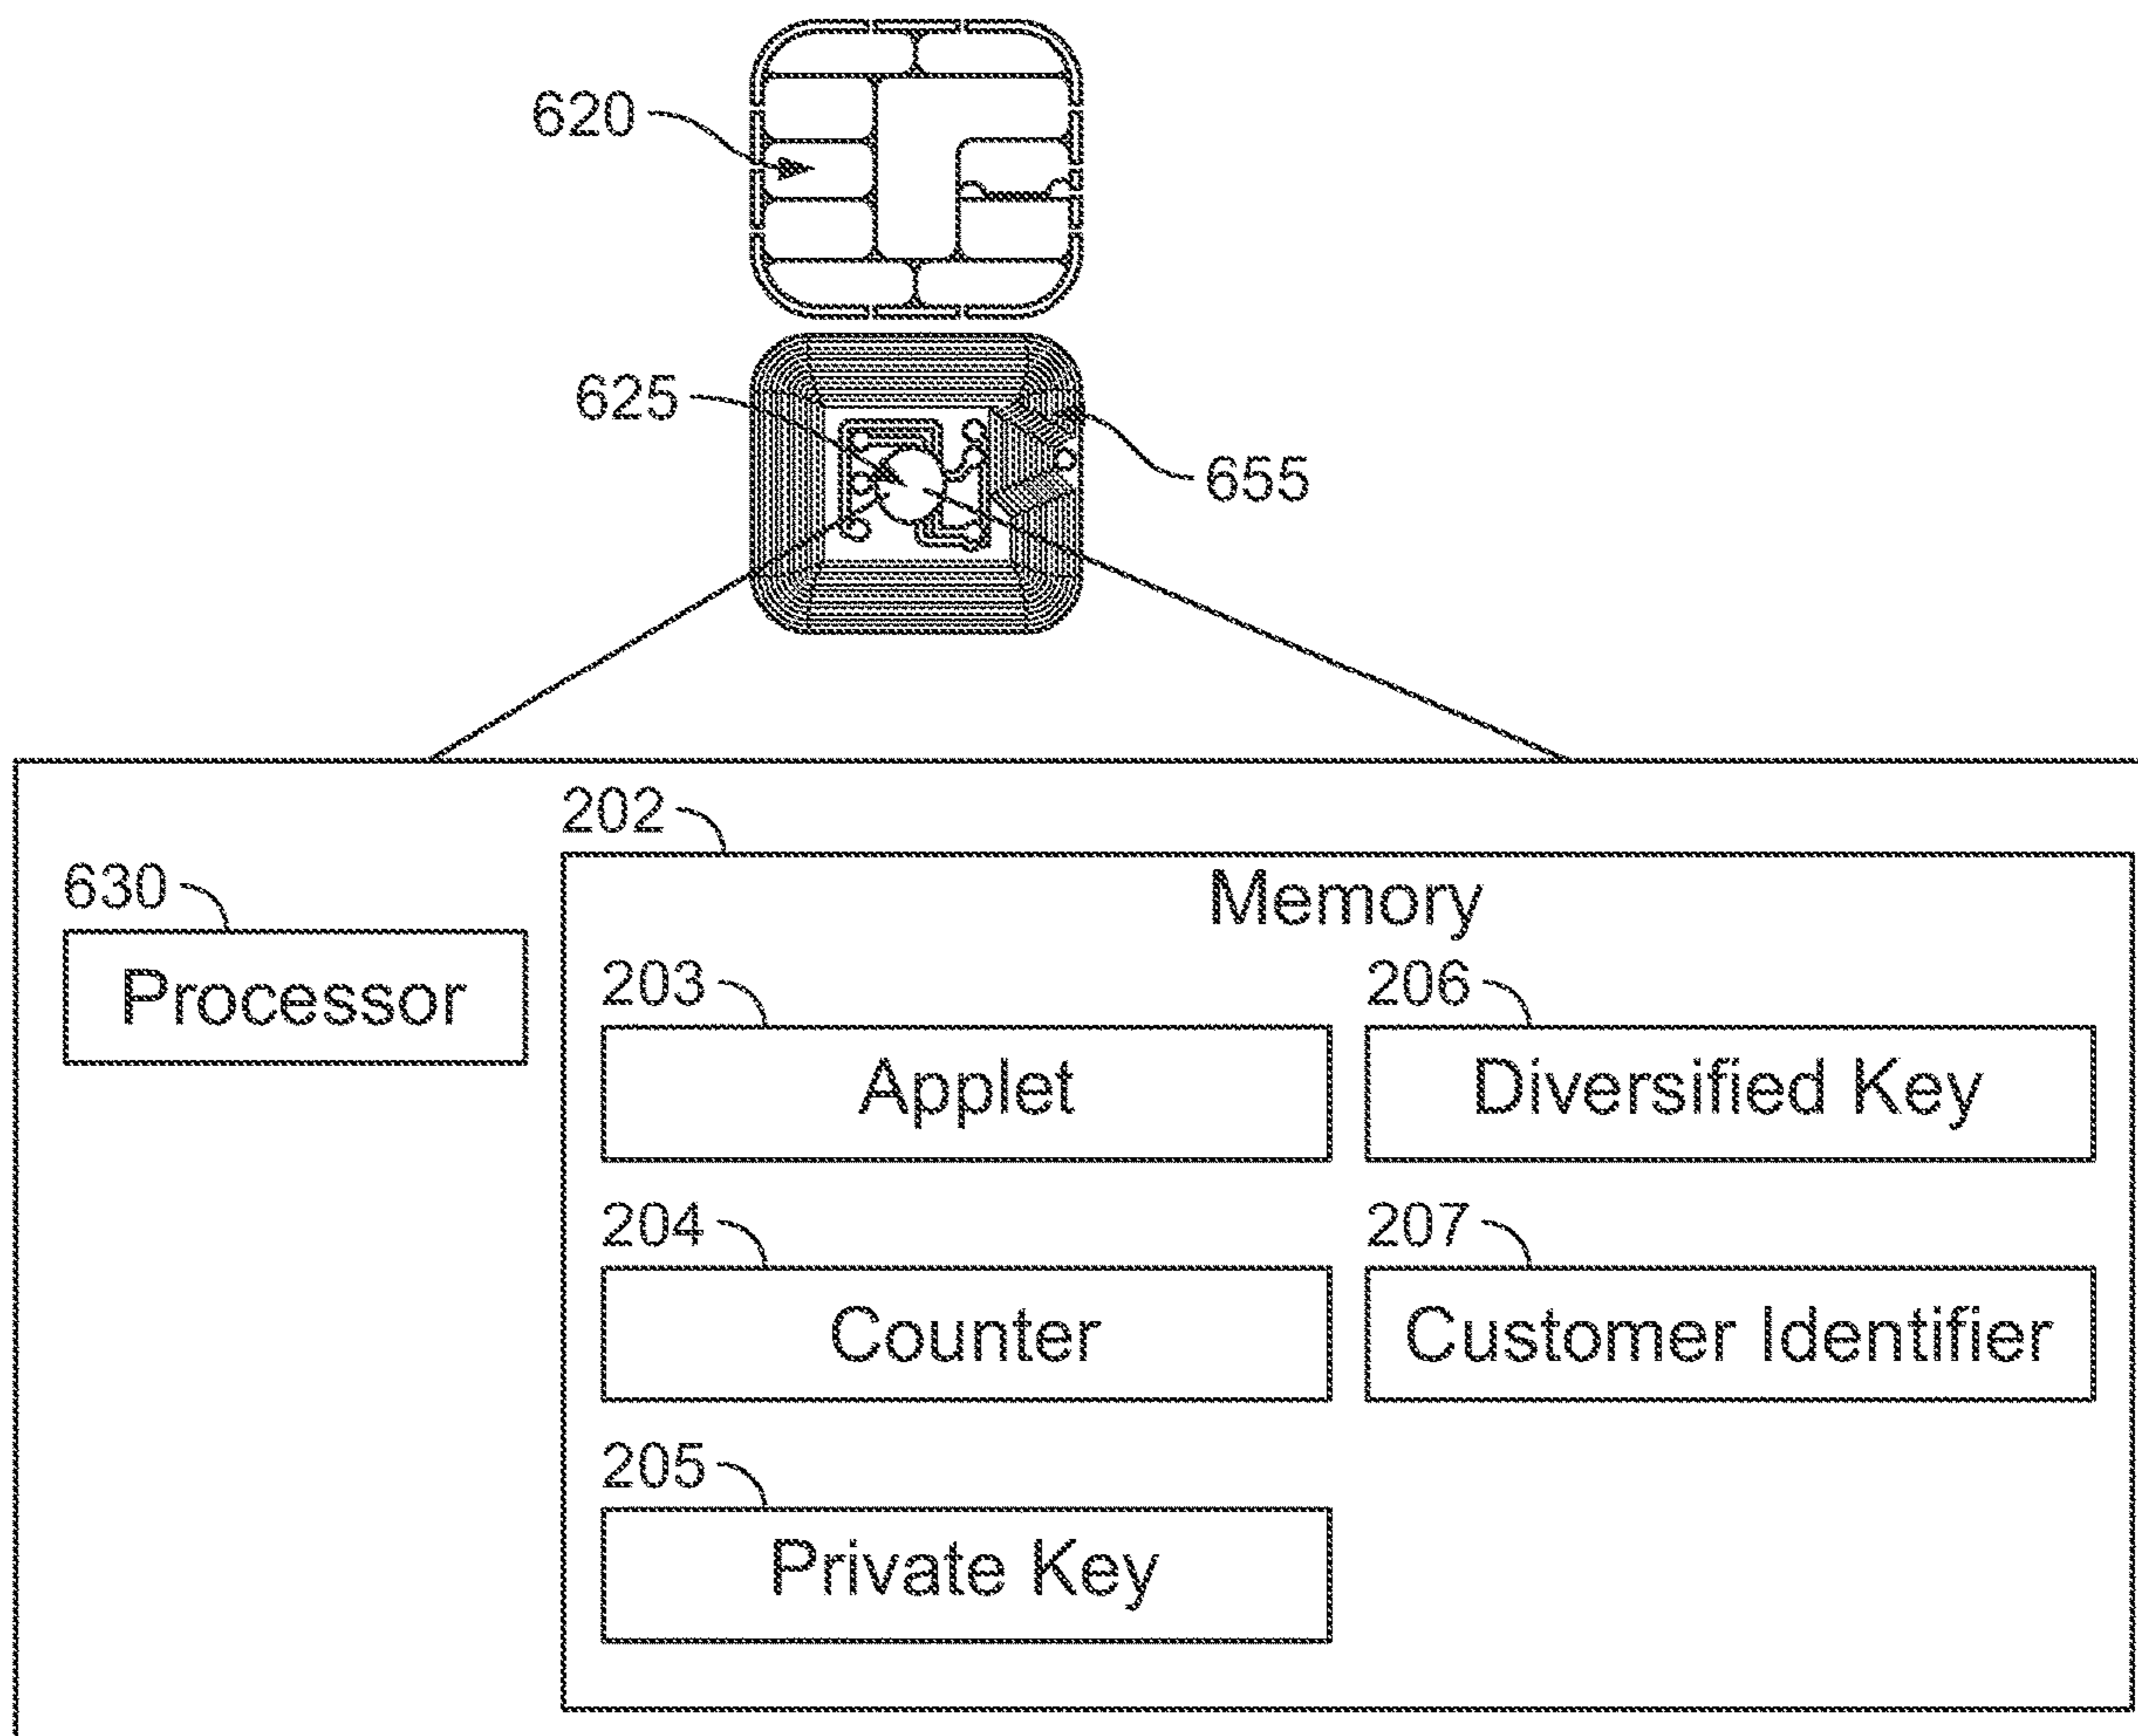 620
625
655
202
630
Memory
Processor
203
206
Applet
Diversified Key
204
207
Counter
Customer Identifier
205
Private Key